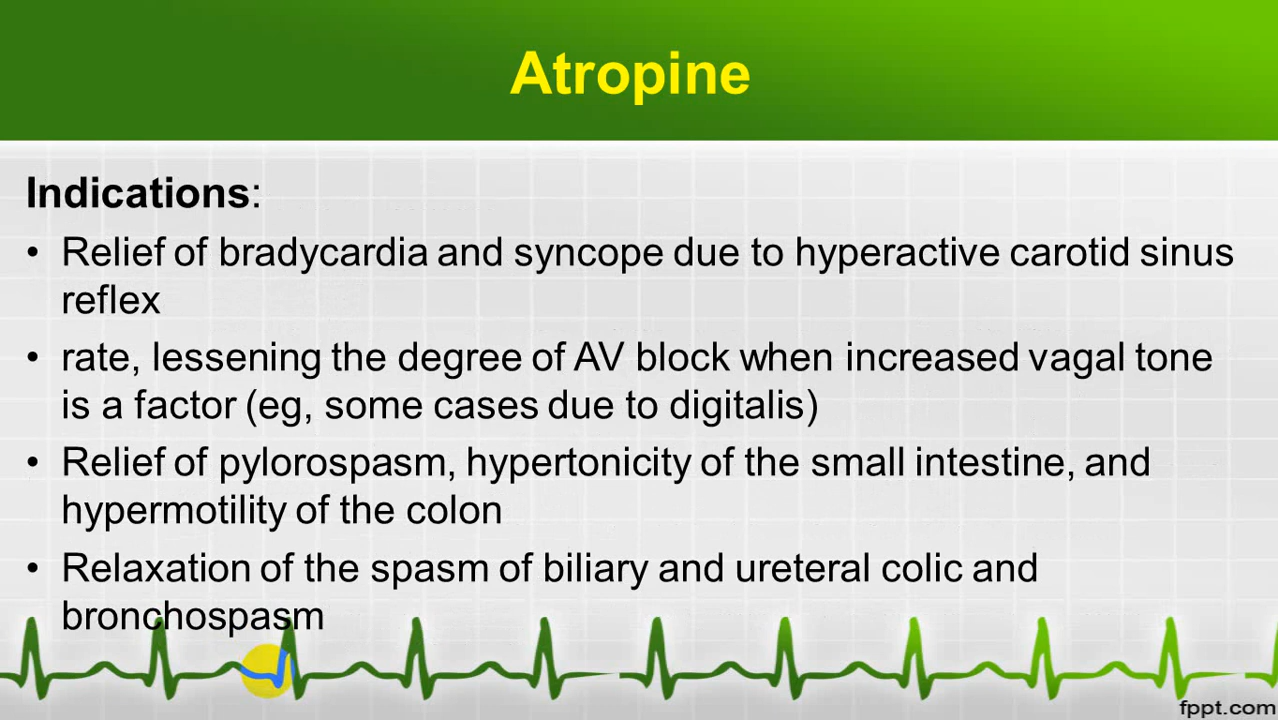 Atropine
Indications:
• Relief of bradycardia and syncope due to hyperactive carotid sinus
reflex
• rate, lessening the degree of AV block when increased vagal tone
is a factor (eg, some cases due to digitalis)
• Relief of pylorospasm, hypertonicity of the small intestine, and
hypermotility of the colon
• Relaxation of the spasm of biliary and ureteral colic and
bronchospasm
fppt.com